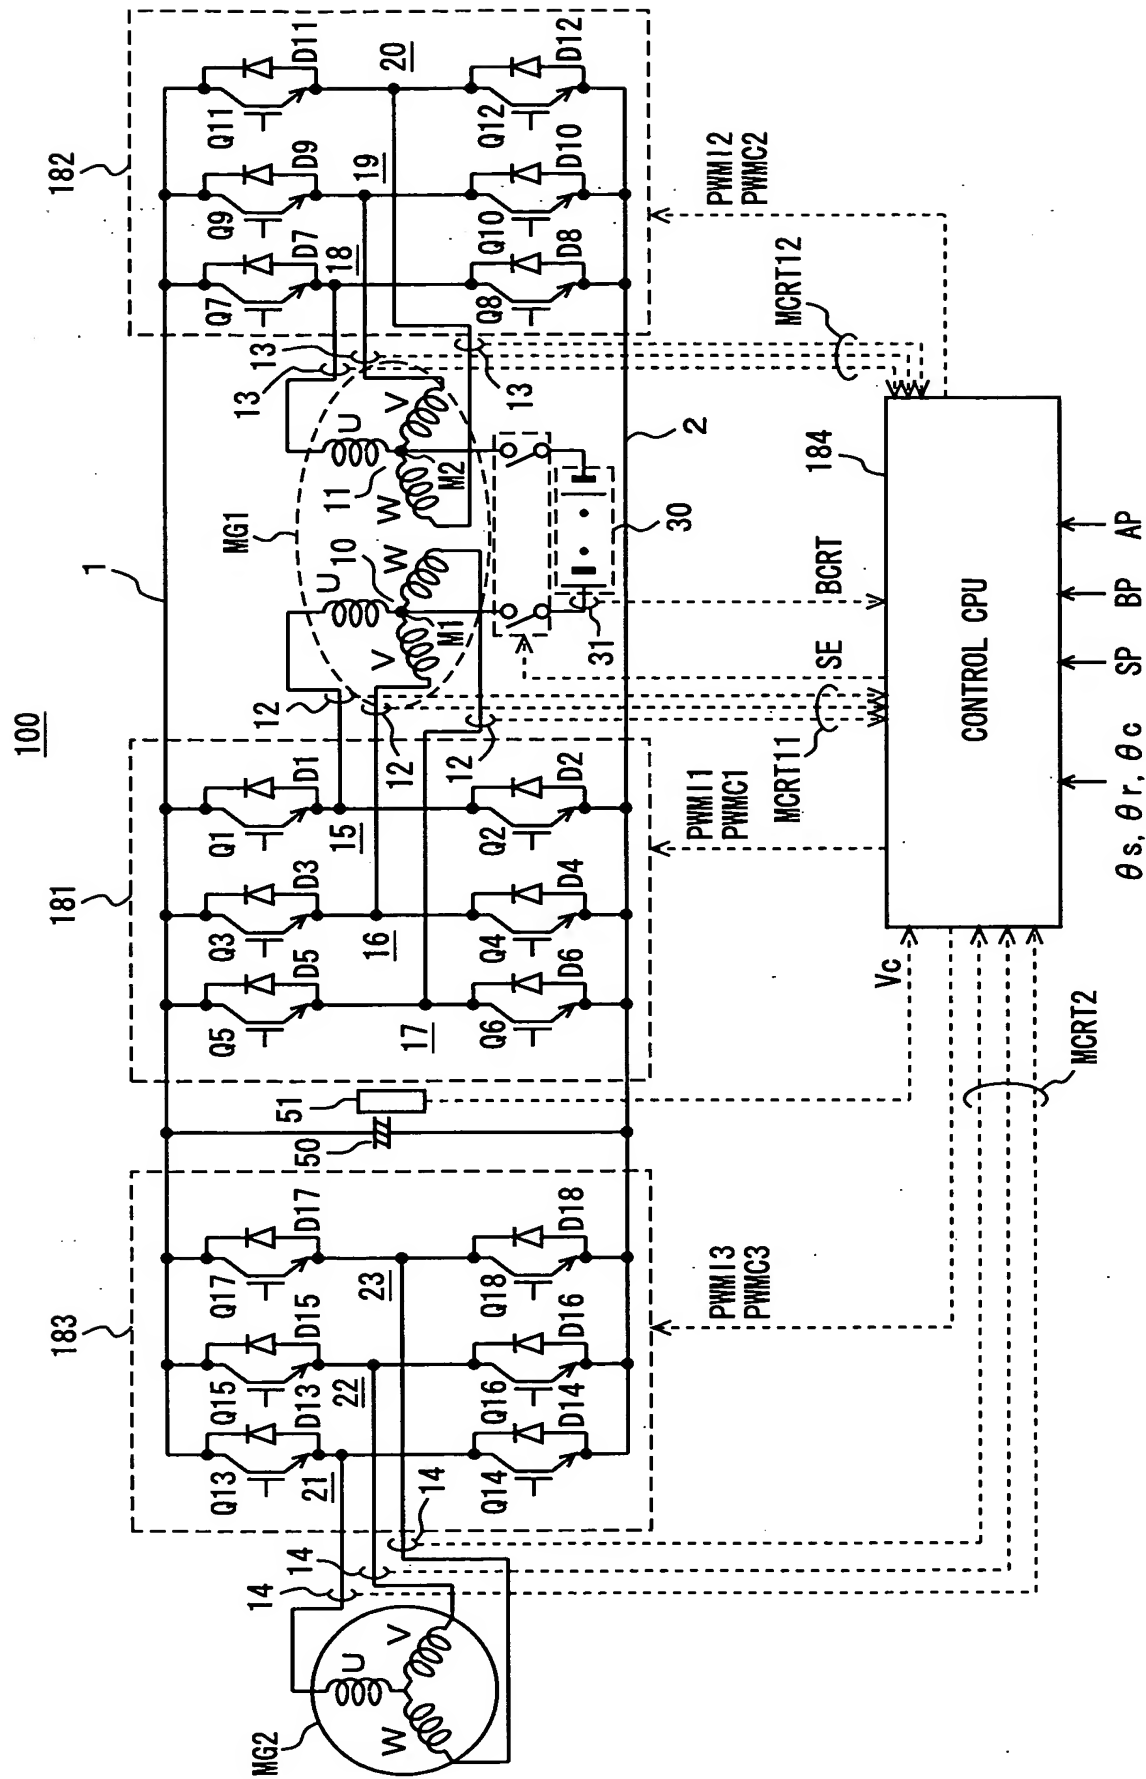 100
183
181
1
182
Q13
Q15
Q17
D13
D15
D17
21
22
23
Q14
Q16
Q18
D14
D16
D18
MG2
U
V
W
14
14
14
50
51
Q5
Q3
Q1
D5
D3
D1
17
16
15
Q6
Q4
Q2
D6
D4
D2
12
12
12
MG1
10
U
V
W
M1
11
U
V
W
M2
13
13
13
31
30
2
Q7
Q9
Q11
D7
D9
D11
18
19
20
Q8
Q10
Q12
D8
D10
D12
PWMI3
PWMC3
PWMI1
PWMC1
MCRT11
SE
BCRT
MCRT12
PWMI2
PWMC2
MCRT2
Vc
184
CONTROL CPU
θs, θr, θc
SP
BP
AP